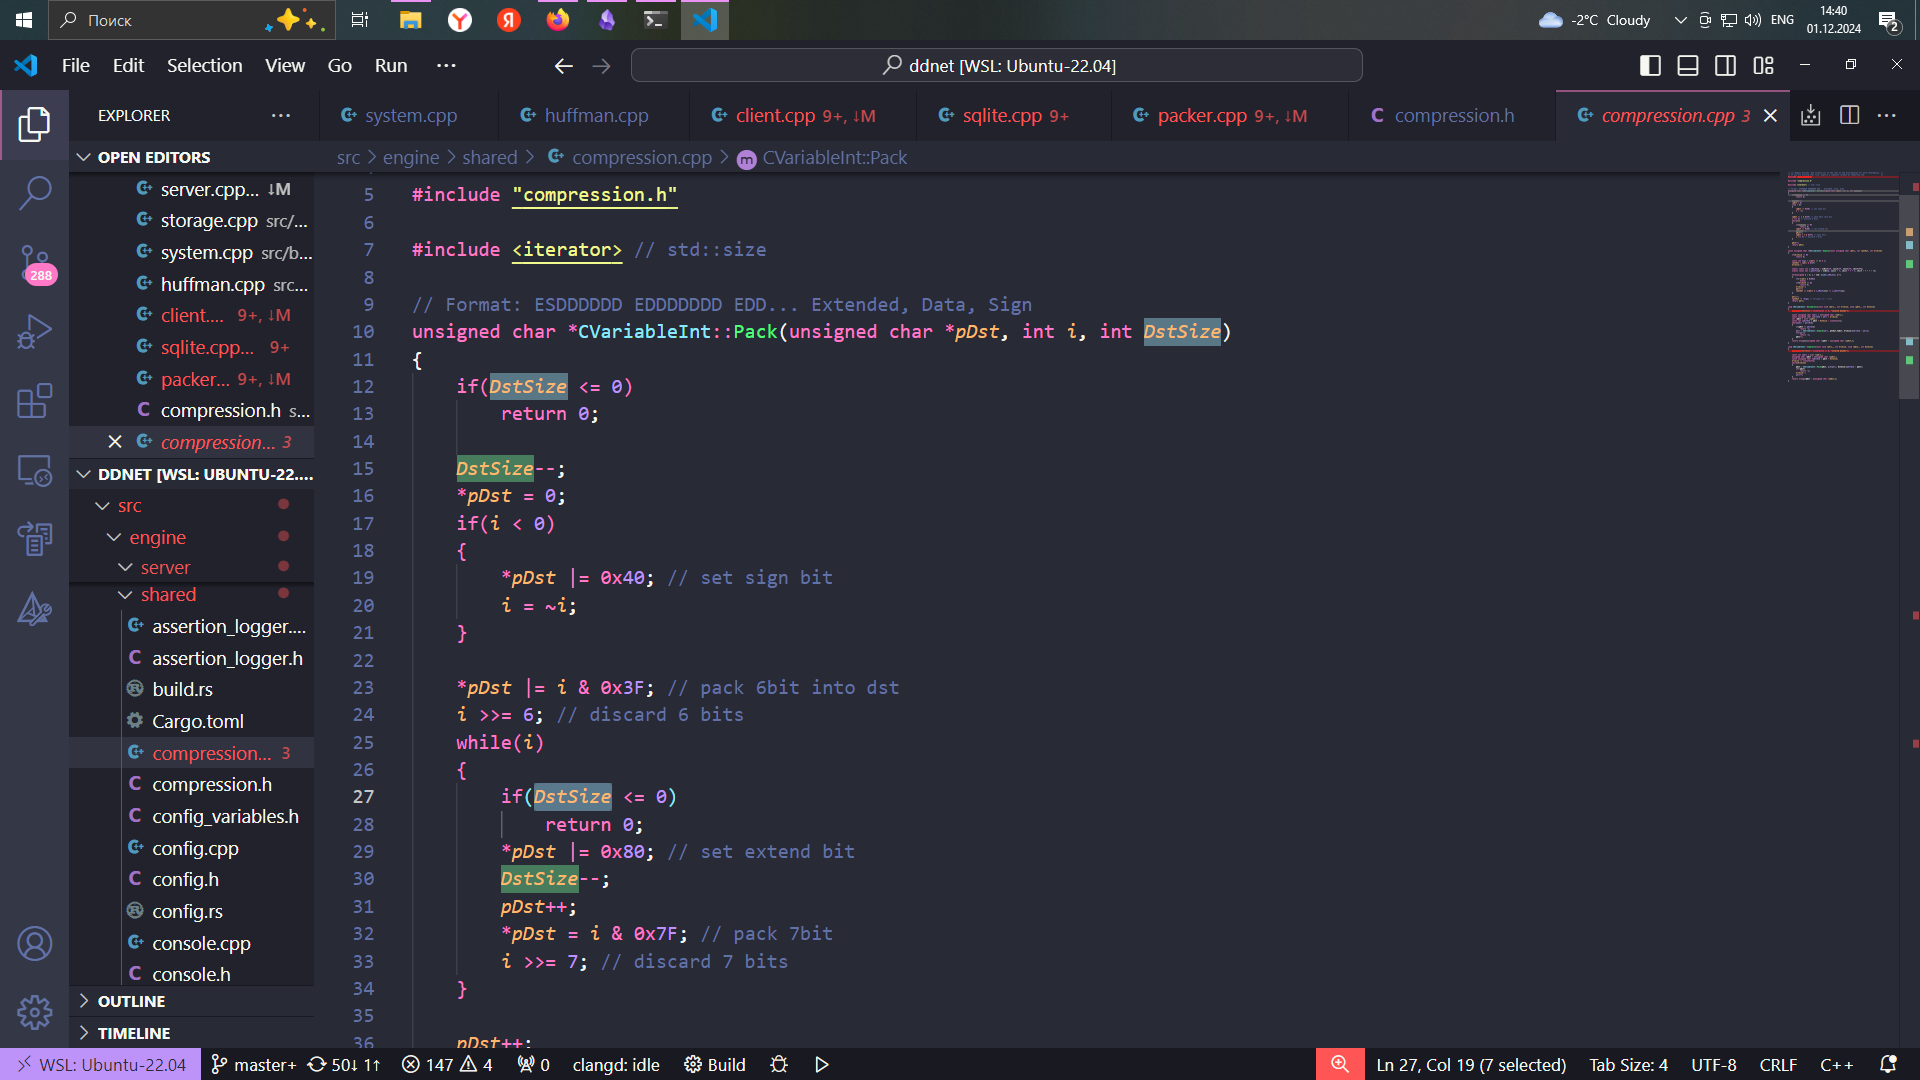 Поиск
-2°C Cloudy
ENG
14:40
01.12.2024
2
File Edit Selection View Go Run ···
ddnet [WSL: Ubuntu-22.04]
EXPLORER
system.cpp
huffman.cpp
client.cpp 9+, ↓M
sqlite.cpp 9+
packer.cpp 9+, ↓M
C compression.h
compression.cpp 3
OPEN EDITORS
src > engine > shared > compression.cpp > CVariableInt::Pack
server.cpp... ↓M
storage.cpp src/...
system.cpp src/b...
huffman.cpp src...
client.... 9+, ↓M
sqlite.cpp... 9+
packer... 9+, ↓M
C compression.h s...
compression... 3
DDNET [WSL: UBUNTU-22....
src
engine
server
shared
assertion_logger....
C assertion_logger.h
build.rs
Cargo.toml
compression... 3
C compression.h
C config_variables.h
config.cpp
C config.h
config.rs
console.cpp
C console.h
OUTLINE
TIMELINE
288
5 #include "compression.h"
6
7 #include <iterator> // std::size
8
9 // Format: ESDDDDDD EDDDDDDD EDD... Extended, Data, Sign
10 unsigned char *CVariableInt::Pack(unsigned char *pDst, int i, int DstSize)
11 {
12 if(DstSize <= 0)
13 return 0;
14
15 DstSize--;
16 *pDst = 0;
17 if(i < 0)
18 {
19 *pDst |= 0x40; // set sign bit
20 i = ~i;
21 }
22
23 *pDst |= i & 0x3F; // pack 6bit into dst
24 i >>= 6; // discard 6 bits
25 while(i)
26 {
27 if(DstSize <= 0)
28 return 0;
29 *pDst |= 0x80; // set extend bit
30 DstSize--;
31 pDst++;
32 *pDst = i & 0x7F; // pack 7bit
33 i >>= 7; // discard 7 bits
34 }
35
36 pDst++;
WSL: Ubuntu-22.04 master+ 50↓ 1↑ 147 4 0 clangd: idle Build
Ln 27, Col 19 (7 selected) Tab Size: 4 UTF-8 CRLF C++